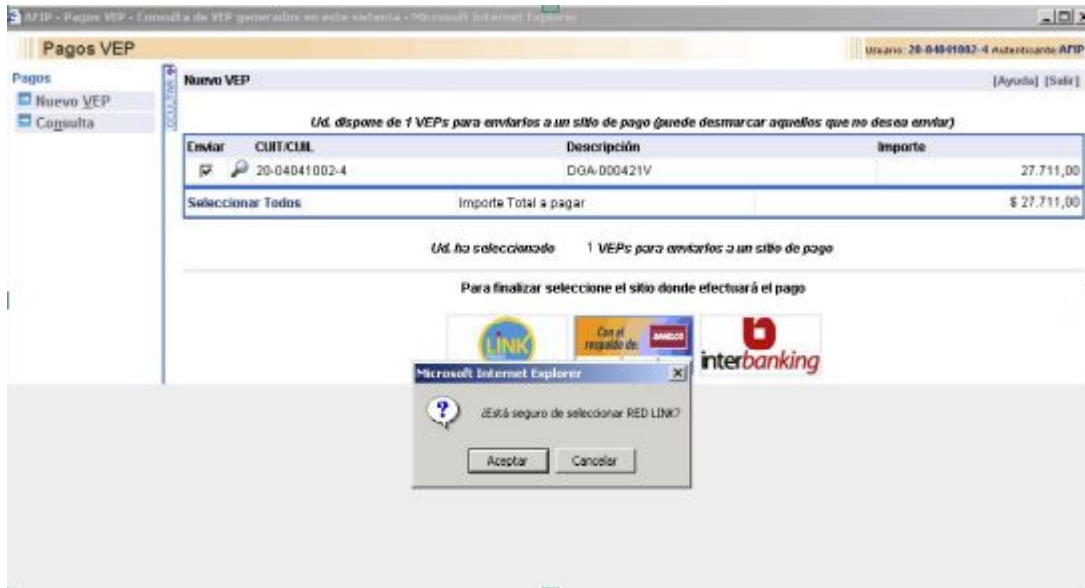 AFIP - Pagos VEP - Consulta de VEP generados en este sistema - Microsoft Internet Explorer
Pagos VEP
Usuario: 20-04041002-4 Autenticante AFIP
Pagos
Nuevo VEP
Consulta
OCULTAR
Nuevo VEP
[Ayuda] [Salir]
Ud. dispone de 1 VEPs para enviarlos a un sitio de pago (puede desmarcar aquellos que no desea enviar)
Enviar CUIT/CUIL Descripción Importe
20-04041002-4 DGA-000421V 27.711,00
Seleccionar Todos Importe Total a pagar $ 27.711,00
Ud. ha seleccionado 1 VEPs para enviarlos a un sitio de pago
Para finalizar seleccione el sitio donde efectuará el pago
LINK
Con el
respaldo de:
BANELCO
interbanking
Microsoft Internet Explorer
¿Está seguro de seleccionar RED LINK?
Aceptar Cancelar